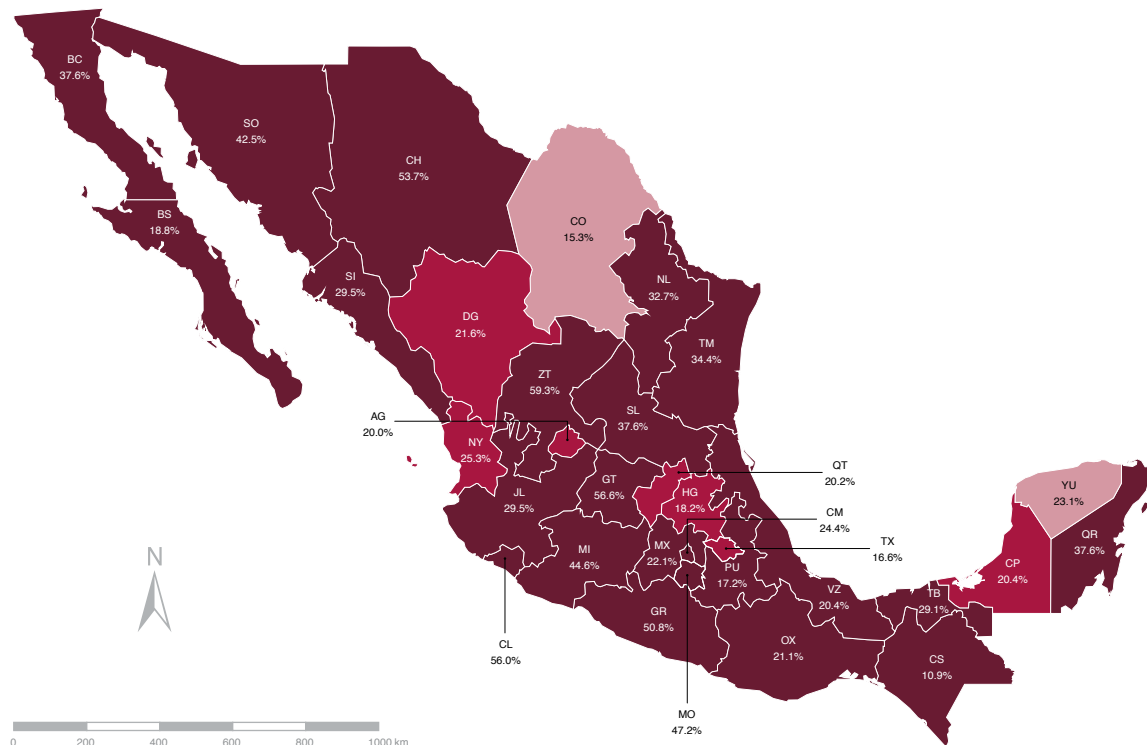 BC
37.6%
SO
42.5%
CH
53.7%
BS
18.8%
CO
15.3%
SI
29.5%
NL
32.7%
DG
21.6%
TM
34.4%
ZT
59.3%
AG
20.0%
SL
37.6%
NY
25.3%
QT
20.2%
GT
56.6%
HG
18.2%
JL
29.5%
YU
23.1%
CM
24.4%
QR
37.6%
TX
16.6%
MI
44.6%
MX
22.1%
PU
17.2%
CP
20.4%
VZ
20.4%
TB
29.1%
N
GR
50.8%
CL
56.0%
OX
21.1%
CS
10.9%
MO
47.2%
0 200 400 600 800 1000 km